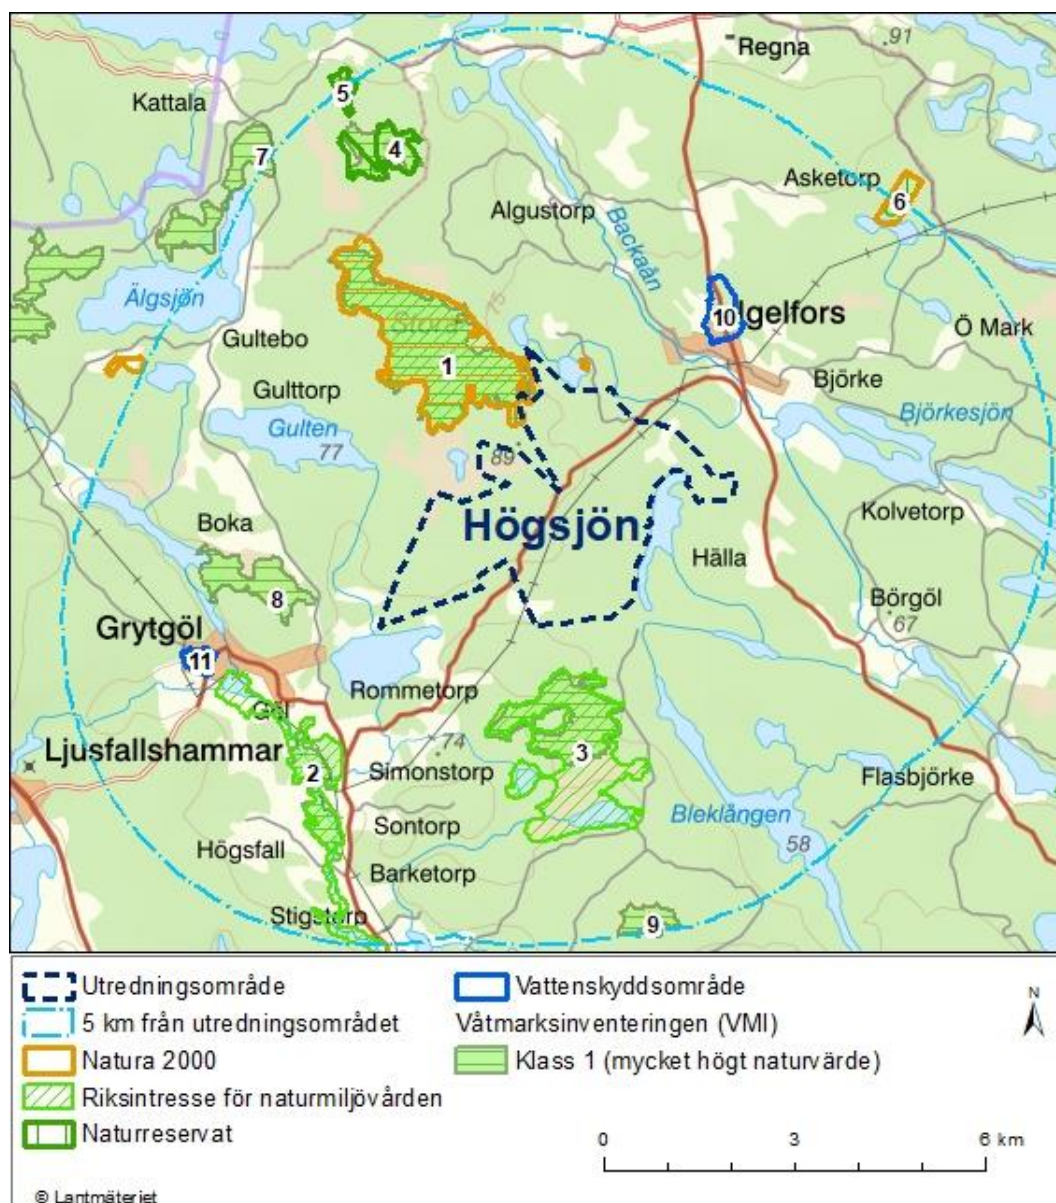 Regna
91
Kattala
5
4
7
Asketorp
6
Algustorp
Backaån
Älgsjön
10
Igelfors
Ö Mark
Gultebo
1
Björke
Gulttorp
Gulten
77
Björkesjön
89
Högsjön
Kolvetorp
Boka
Hälla
8
Börgöl
67
Grytgöl
11
Rommetorp
Göl
Ljusfallshammar
74
3
2
Simonstorp
Flasbjörke
Sontorp
Bleklången
58
Högsfall
Barketorp
Stigstorp
9
Utredningsområde
5 km från utredningsområdet
Natura 2000
Riksintresse för naturmiljövården
Naturreservat
Vattenskyddsområde
Våtmarksinventeringen (VMI)
Klass 1 (mycket högt naturvärde)
N
0 3 6 km
© Lantmäteriet